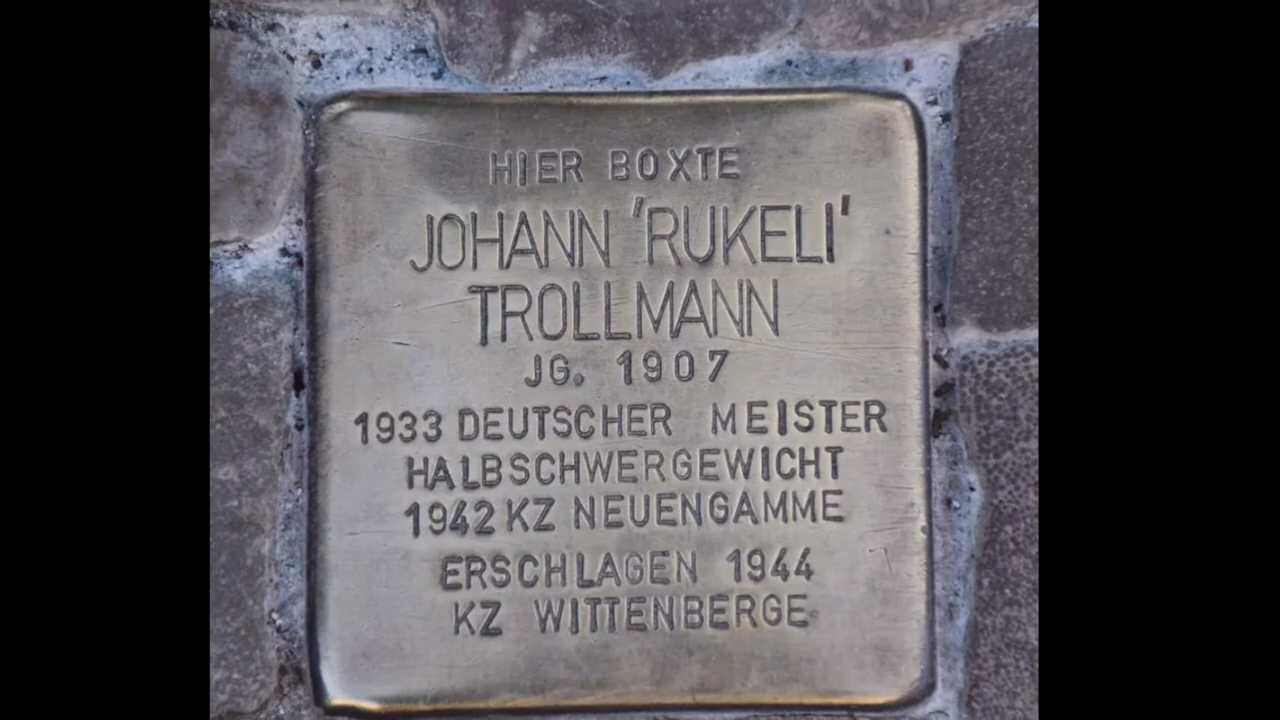 HIER BOXTE
JOHANN 'RUKELI'
TROLLMANN
JG. 1907
1933 DEUTSCHER MEISTER
HALBSCHWERGEWICHT
1942 KZ NEUENGAMME
ERSCHLAGEN 1944
KZ WITTENBERGE